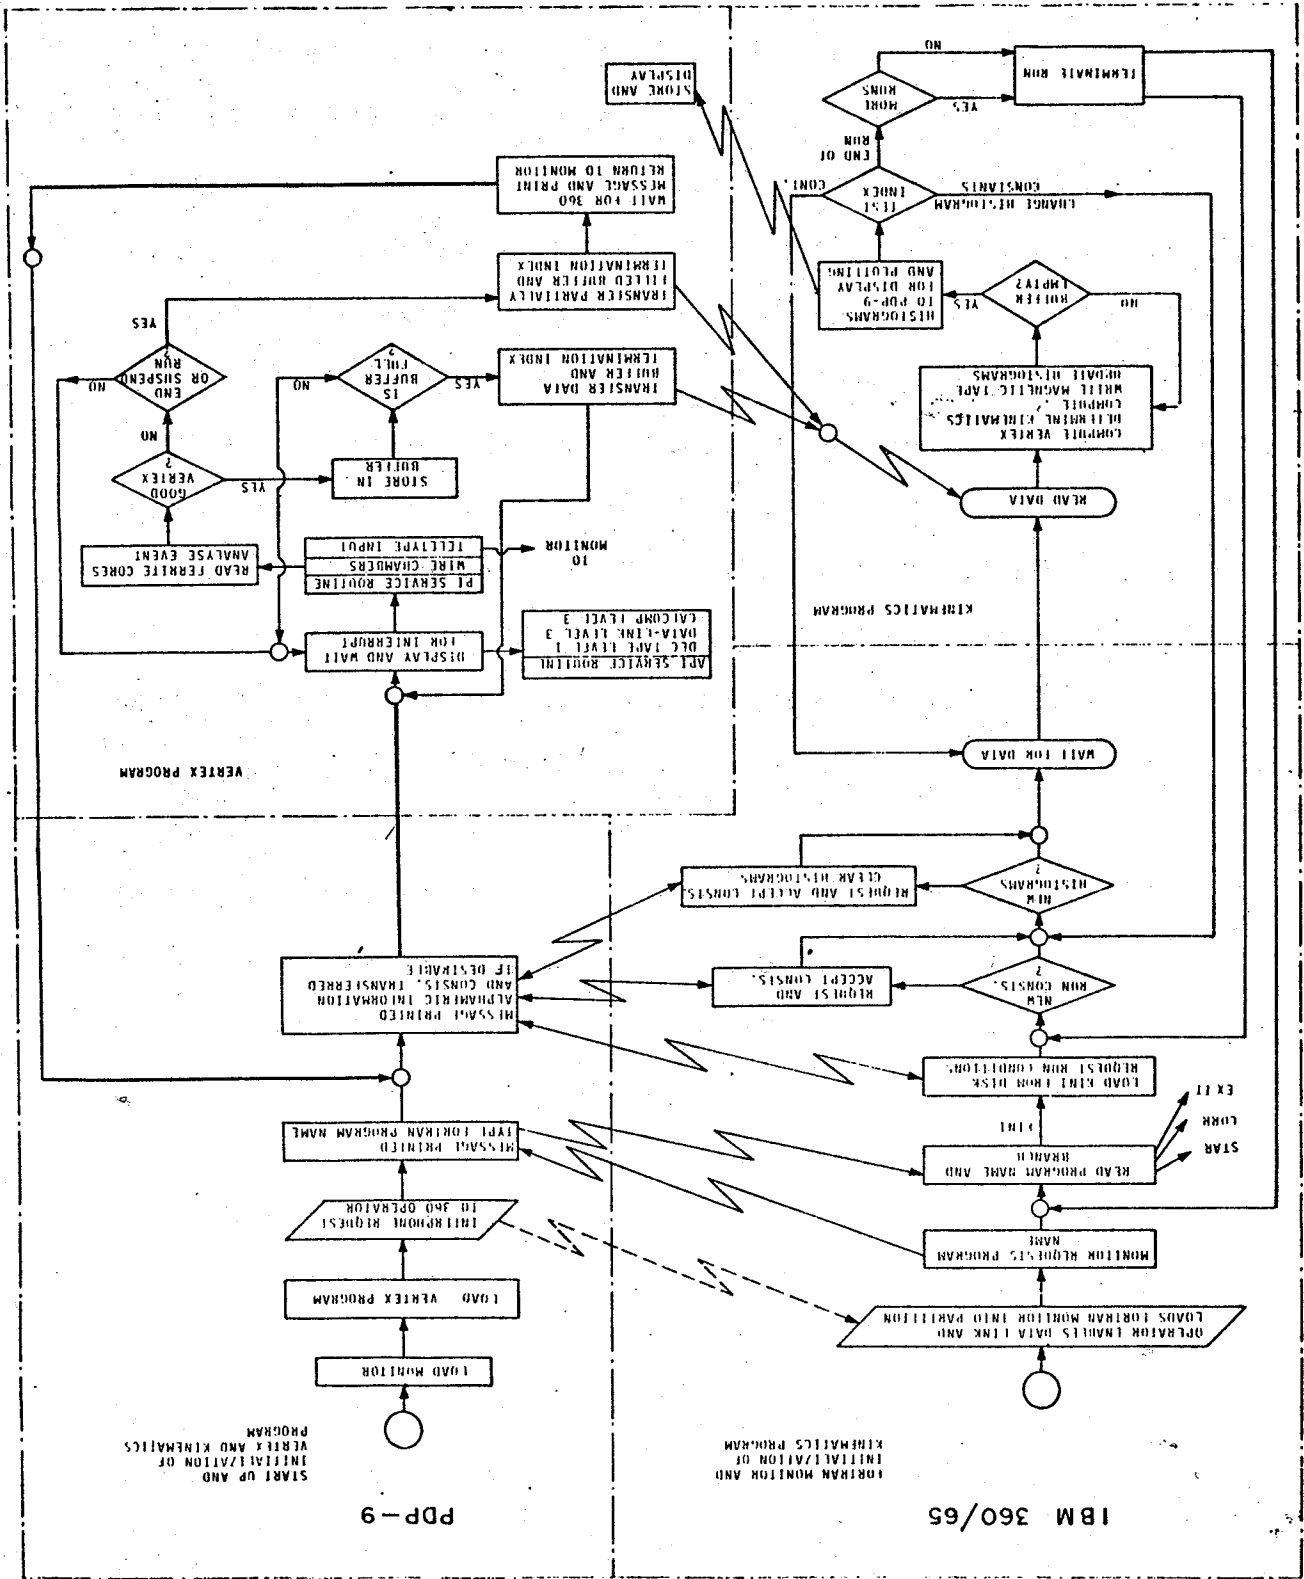 IBM 360/65
PDP-9
FORTRAN MONITOR AND
INITIALIZATION OF
KINEMATICS PROGRAM
START UP AND
INITIALIZATION OF
VERTEX AND KINEMATICS
PROGRAM
OPERATOR ENABLES DATA LINK AND
LOADS FORTRAN MONITOR INTO PARTITION
MONITOR REQUESTS PROGRAM
NAME
READ PROGRAM NAME AND
BRANCH
STAR
LORR
EXIT
FINI
LOAD FINI FROM DISK
REQUEST RUN CONDITIONS
NEW
RUN CONSTS.
?
REQUEST AND
ACCEPT CONSTS.
NEW
HISTOGRAMS
?
REQUEST AND ACCEPT CONSTS.
CLEAR HISTOGRAMS
WAIT FOR DATA
LOAD MONITOR
LOAD VERTEX PROGRAM
INTERPHONE REQUEST
TO 360 OPERATOR
MESSAGE PRINTED
TYPE FORTRAN PROGRAM NAME
MESSAGE PRINTED
ALPHAMERIC INFORMATION
AND CONSTS. TRANSFERRED
IF DESIRABLE
KINEMATICS PROGRAM
READ DATA
COMPUTE VERTEX
DETERMINE KINEMATICS
COMPUTE
WRITE MAGNETIC TAPE
UPDATE HISTOGRAMS
BUFFER
EMPTY?
NO
YES
HISTOGRAMS
TO PDP-9
FOR DISPLAY
AND PLOTTING
TEST
INDEX
CHANGE HISTOGRAM
CONSTANTS
CONT.
END OF
RUN
MORE
RUNS
YES
NO
TERMINATE RUN
VERTEX PROGRAM
DISPLAY AND WAIT
FOR INTERRUPT
API SERVICE ROUTINE
DEC TAPE LEVEL 1
DATA-LINK LEVEL 3
CALCOMP LEVEL 3
PI SERVICE ROUTINE
WIRE CHAMBERS
TELETYPE INPUT
TO
MONITOR
READ FERRITE CORES
ANALYSE EVENT
GOOD
VERTEX
?
YES
NO
STORE IN
BUFFER
IS
BUFFER
FULL
?
YES
NO
END
OR SUSPEND
RUN
?
NO
YES
TRANSFER DATA
BUFFER AND
TERMINATION INDEX
TRANSFER PARTIALLY
FILLED BUFFER AND
TERMINATION INDEX
WAIT FOR 360
MESSAGE AND PRINT
RETURN TO MONITOR
STORE AND
DISPLAY